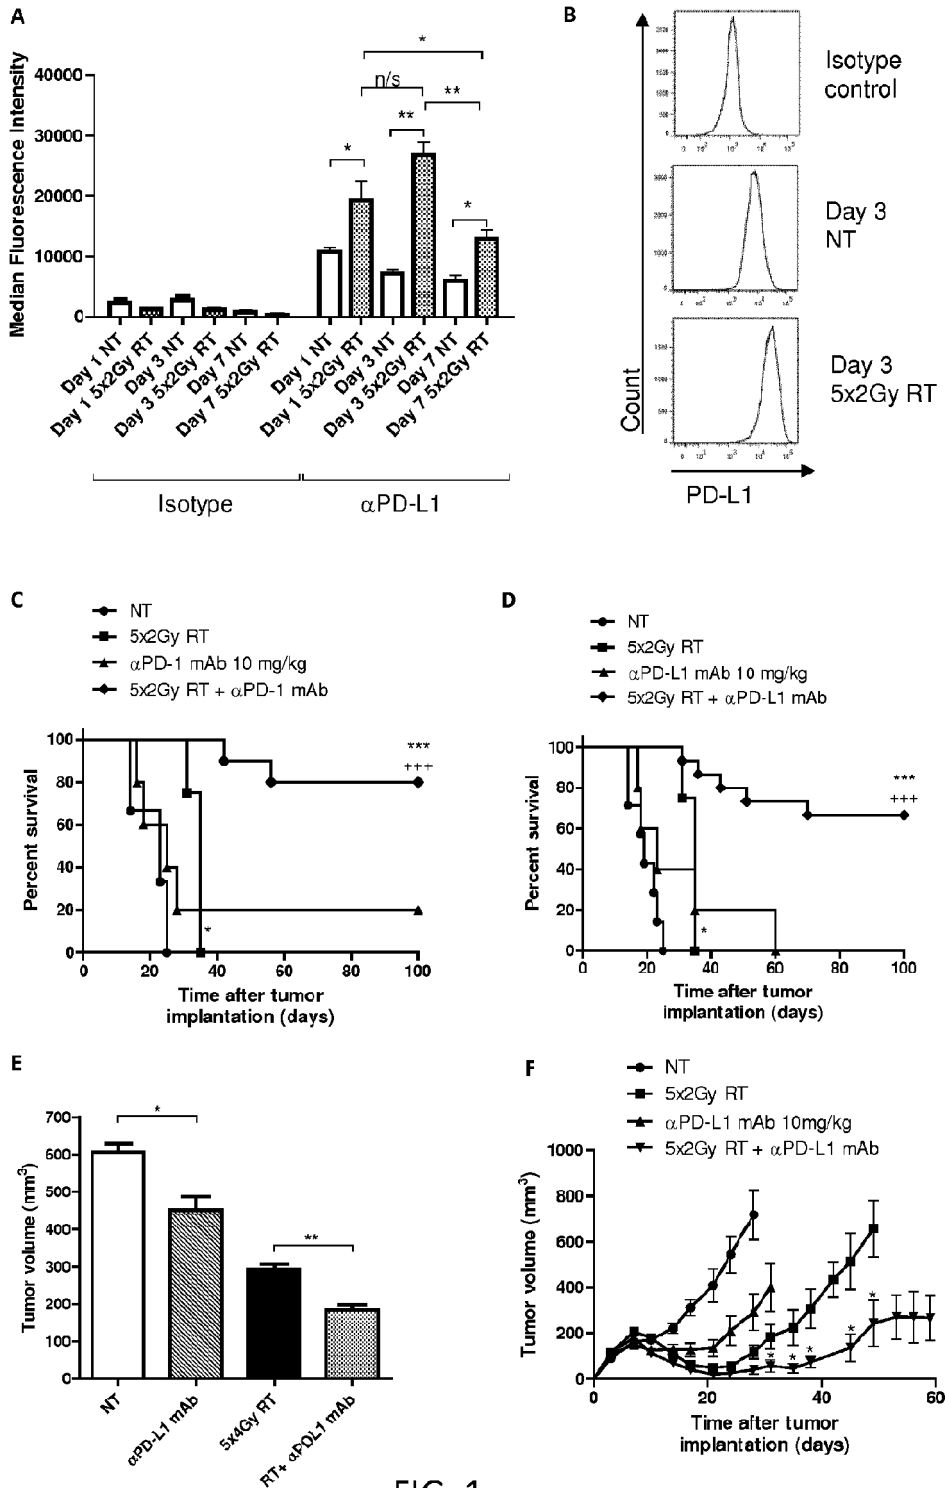 A
Median Fluorescence Intensity
40000
30000
20000
10000
0
*
n/s
**
**
*
*
Day 1 NT
Day 1 5x2Gy RT
Day 3 NT
Day 3 5x2Gy RT
Day 7 NT
Day 7 5x2Gy RT
Day 1 NT
Day 1 5x2Gy RT
Day 3 NT
Day 3 5x2Gy RT
Day 7 NT
Day 7 5x2Gy RT
Isotype
αPD-L1
B
Isotype
control
Day 3
NT
Day 3
5x2Gy RT
Count
PD-L1
C
NT
5x2Gy RT
αPD-1 mAb 10 mg/kg
5x2Gy RT + αPD-1 mAb
Percent survival
100
80
60
40
20
0
***
+++
*
0 20 40 60 80 100
Time after tumor
implantation (days)
D
NT
5x2Gy RT
αPD-L1 mAb 10 mg/kg
5x2Gy RT + αPD-L1 mAb
Percent survival
100
80
60
40
20
0
***
+++
*
0 20 40 60 80 100
Time after tumor
implantation (days)
E
Tumor volume (mm³)
700
600
500
400
300
200
100
0
*
**
NT
αPD-L1 mAb
5x4Gy RT
RT+ αPDL1 mAb
F
NT
5x2Gy RT
αPD-L1 mAb 10mg/kg
5x2Gy RT + αPD-L1 mAb
Tumor volume (mm³)
1000
800
600
400
200
0
* * * * *
0 20 40 60
Time after tumor
implantation (days)
FIG. 1